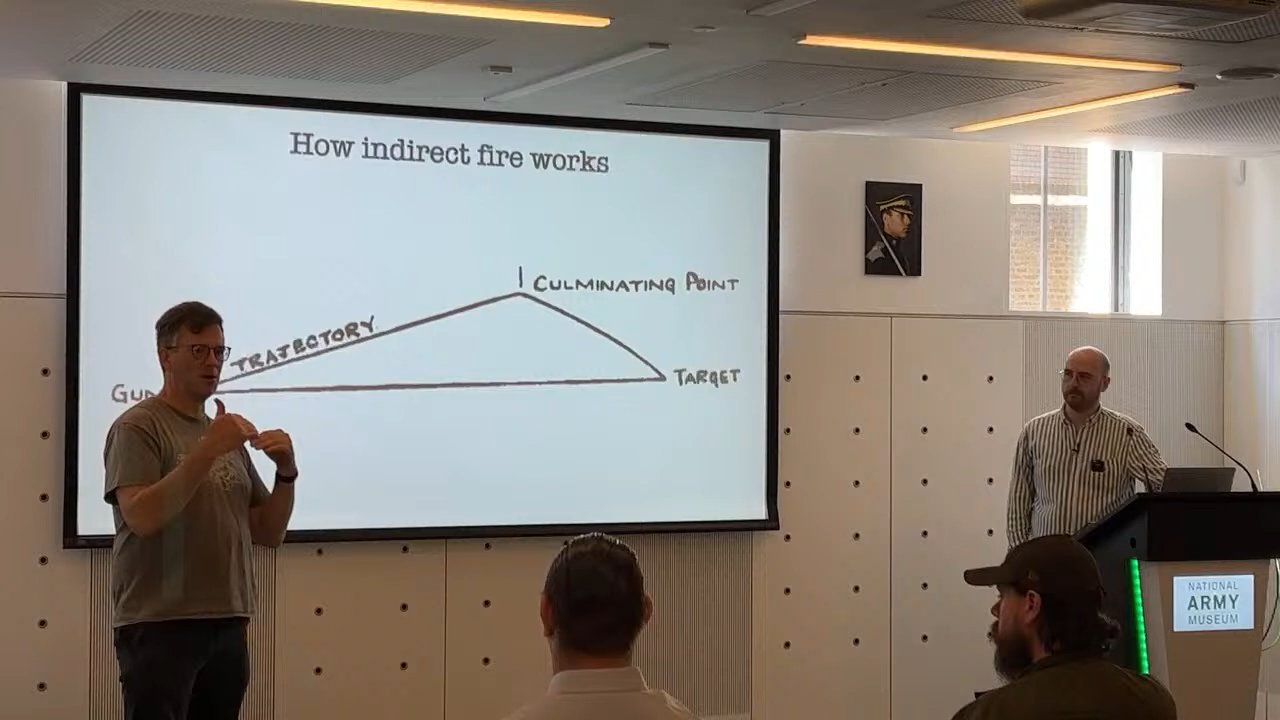 How indirect fire works
CULMINATING POINT
TRAJECTORY
TARGET
NATIONAL
ARMY
MUSEUM